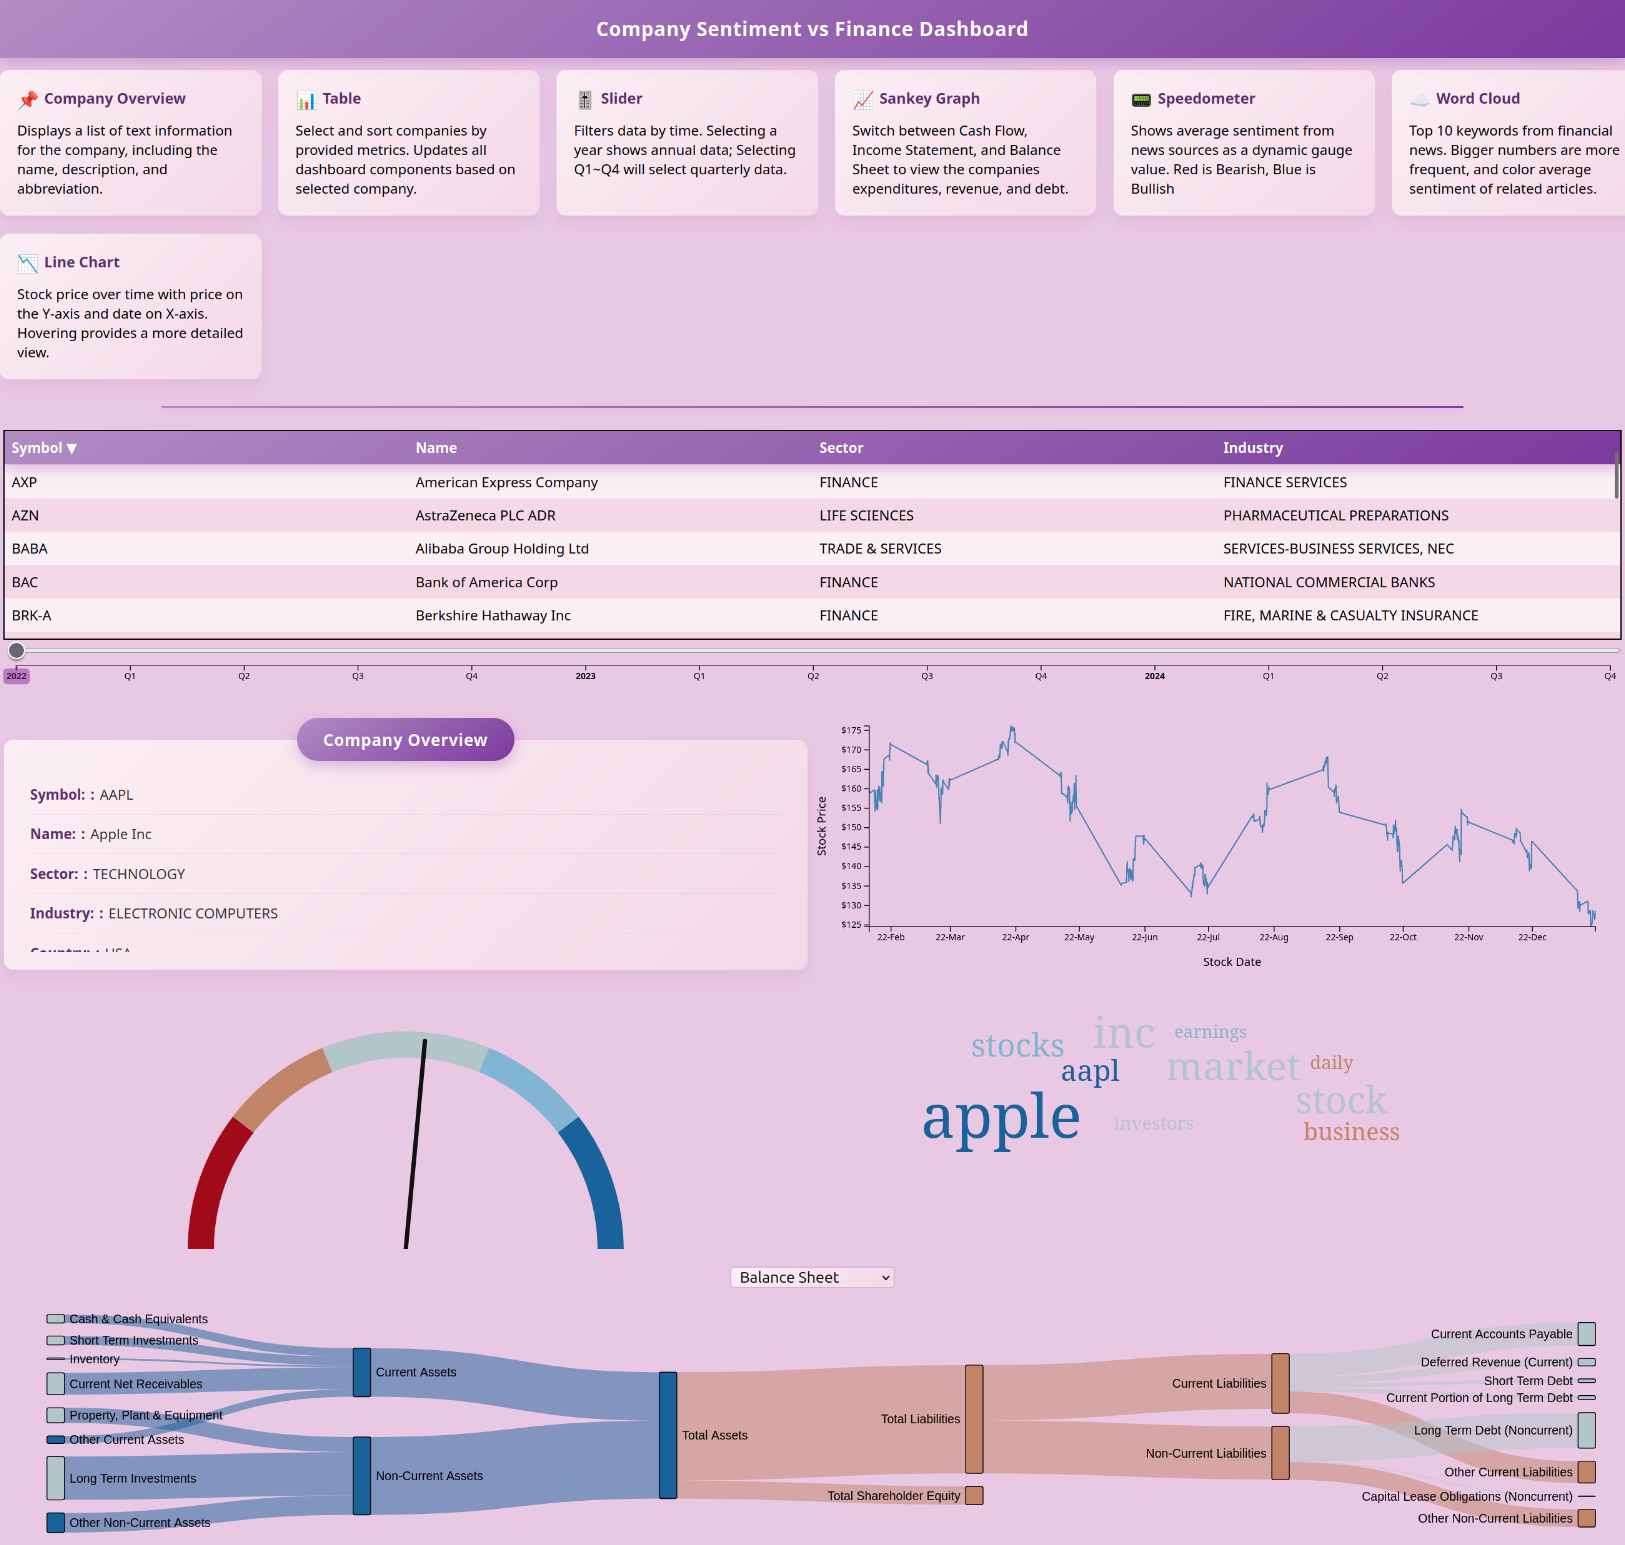 Company Sentiment vs Finance Dashboard
Company Overview
Displays a list of text information
for the company, including the
name, description, and
abbreviation.
Table
Select and sort companies by
provided metrics. Updates all
dashboard components based on
selected company.
Slider
Filters data by time. Selecting a
year shows annual data; Selecting
Q1~Q4 will select quarterly data.
Sankey Graph
Switch between Cash Flow,
Income Statement, and Balance
Sheet to view the companies
expenditures, revenue, and debt.
Speedometer
Shows average sentiment from
news sources as a dynamic gauge
value. Red is Bearish, Blue is
Bullish
Word Cloud
Top 10 keywords from financial
news. Bigger numbers are more
frequent, and color average
sentiment of related articles.
Line Chart
Stock price over time with price on
the Y-axis and date on X-axis.
Hovering provides a more detailed
view.
Symbol ▼ Name Sector Industry
AXP American Express Company FINANCE FINANCE SERVICES
AZN AstraZeneca PLC ADR LIFE SCIENCES PHARMACEUTICAL PREPARATIONS
BABA Alibaba Group Holding Ltd TRADE & SERVICES SERVICES-BUSINESS SERVICES, NEC
BAC Bank of America Corp FINANCE NATIONAL COMMERCIAL BANKS
BRK-A Berkshire Hathaway Inc FINANCE FIRE, MARINE & CASUALTY INSURANCE
2022 Q1 Q2 Q3 Q4 2023 Q1 Q2 Q3 Q4 2024 Q1 Q2 Q3 Q4
Company Overview
Symbol: : AAPL
Name: : Apple Inc
Sector: : TECHNOLOGY
Industry: : ELECTRONIC COMPUTERS
Country: : USA
$175
$170
$165
$160
$155
$150
$145
$140
$135
$130
$125
Stock Price
22-Feb 22-Mar 22-Apr 22-May 22-Jun 22-Jul 22-Aug 22-Sep 22-Oct 22-Nov 22-Dec
Stock Date
inc
earnings
stocks
aapl
market
daily
apple
stock
investors
business
Balance Sheet
Cash & Cash Equivalents
Short Term Investments
Inventory
Current Net Receivables
Property, Plant & Equipment
Other Current Assets
Long Term Investments
Other Non-Current Assets
Current Assets
Non-Current Assets
Total Assets
Total Liabilities
Total Shareholder Equity
Current Liabilities
Non-Current Liabilities
Current Accounts Payable
Deferred Revenue (Current)
Short Term Debt
Current Portion of Long Term Debt
Long Term Debt (Noncurrent)
Other Current Liabilities
Capital Lease Obligations (Noncurrent)
Other Non-Current Liabilities